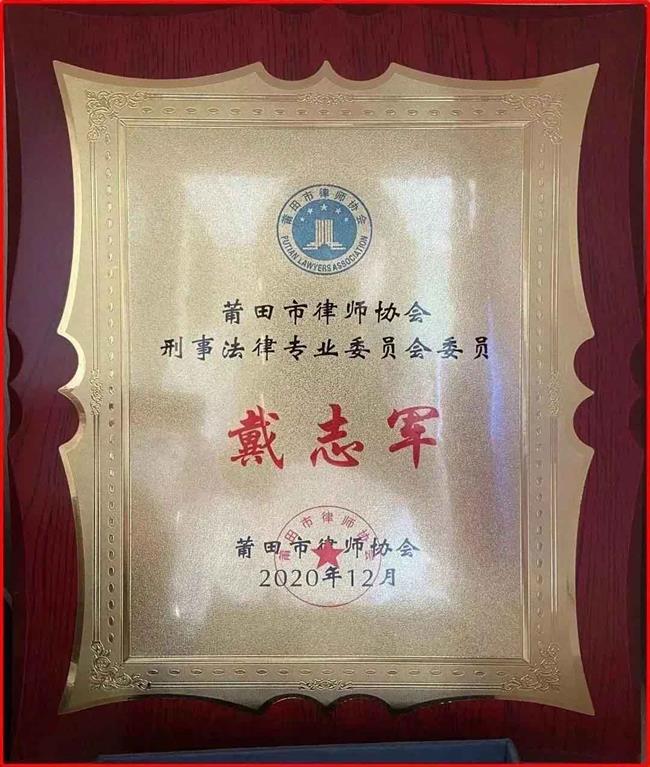 莆田市律师协会
PUTIAN LAWYERS ASSOCIATION
莆田市律师协会
刑事法律专业委员会委员
戴志军
莆田市律师协会
莆田市律师协会
2020年12月